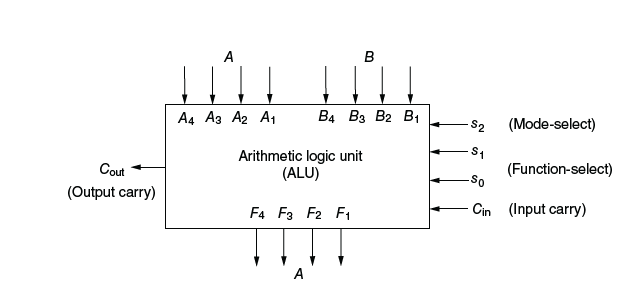 A B
A4 A3 A2 A1 B4 B3 B2 B1
S2 (Mode-select)
S1
Arithmetic logic unit
(ALU)
(Function-select)
S0
Cout
(Output carry)
Cin (Input carry)
F4 F3 F2 F1
A